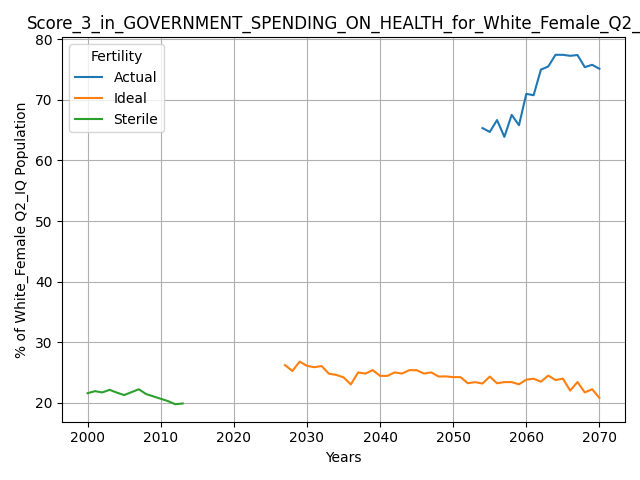 Score_3_in_GOVERNMENT_SPENDING_ON_HEALTH_for_White_Female_Q2_
Fertility
Actual
Ideal
Sterile
% of White_Female Q2_IQ Population
80
70
60
50
40
30
20
2000 2010 2020 2030 2040 2050 2060 2070
Years